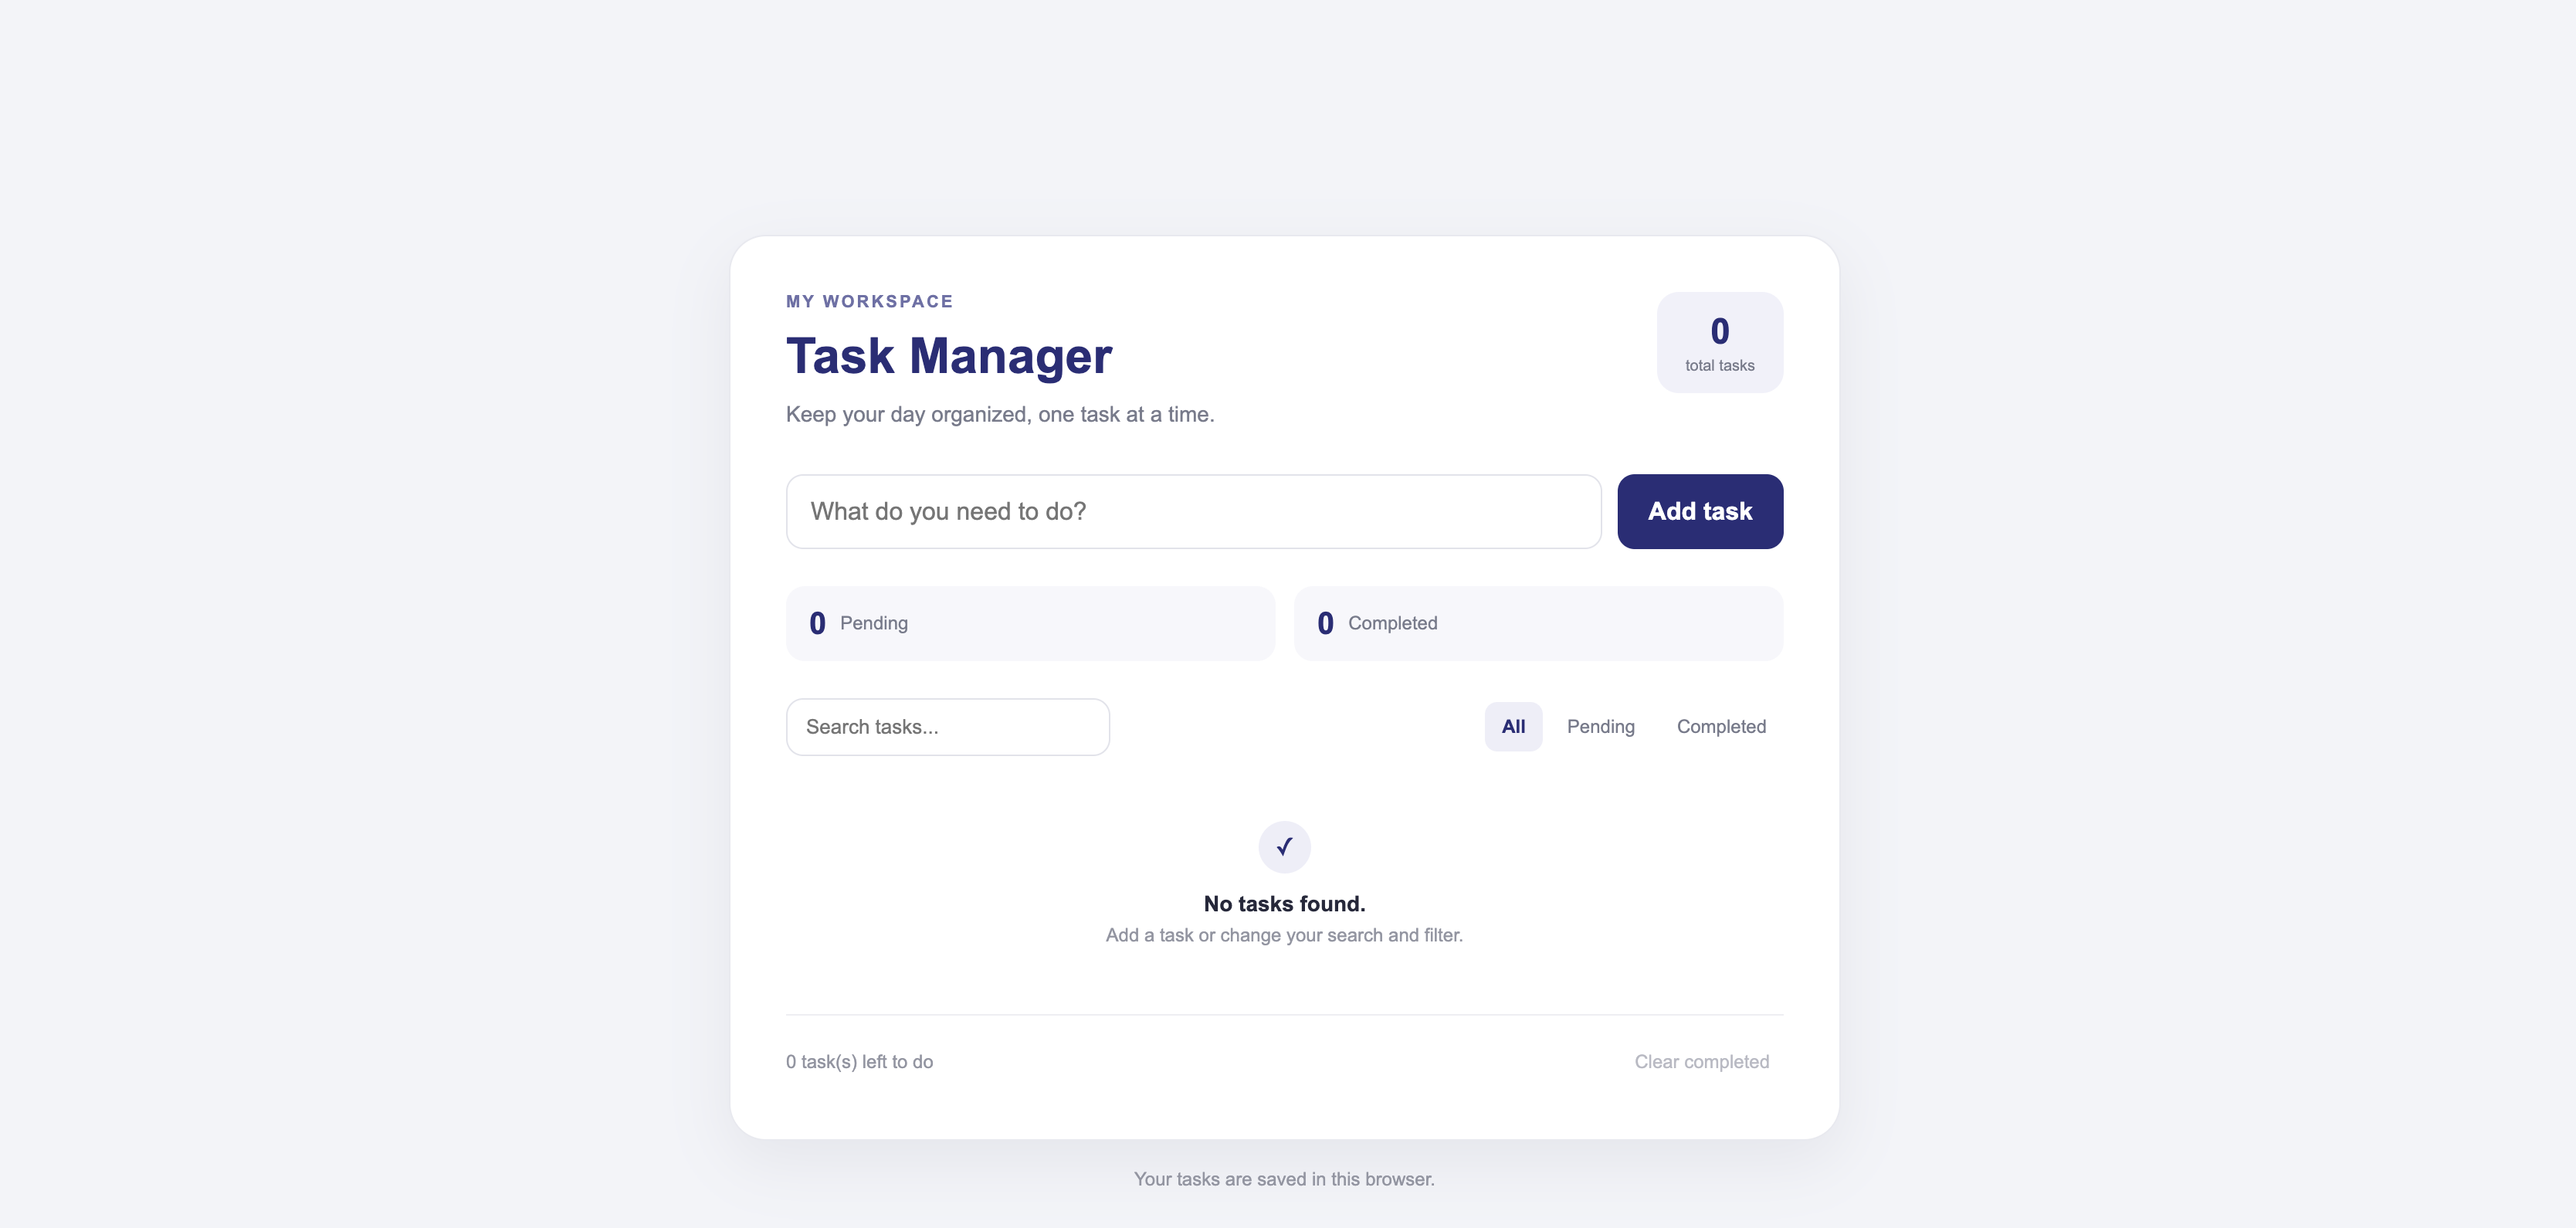 MY WORKSPACE
Task Manager
Keep your day organized, one task at a time.
0
total tasks
What do you need to do?
Add task
0 Pending
0 Completed
Search tasks...
All
Pending
Completed
✓
No tasks found.
Add a task or change your search and filter.
0 task(s) left to do
Clear completed
Your tasks are saved in this browser.